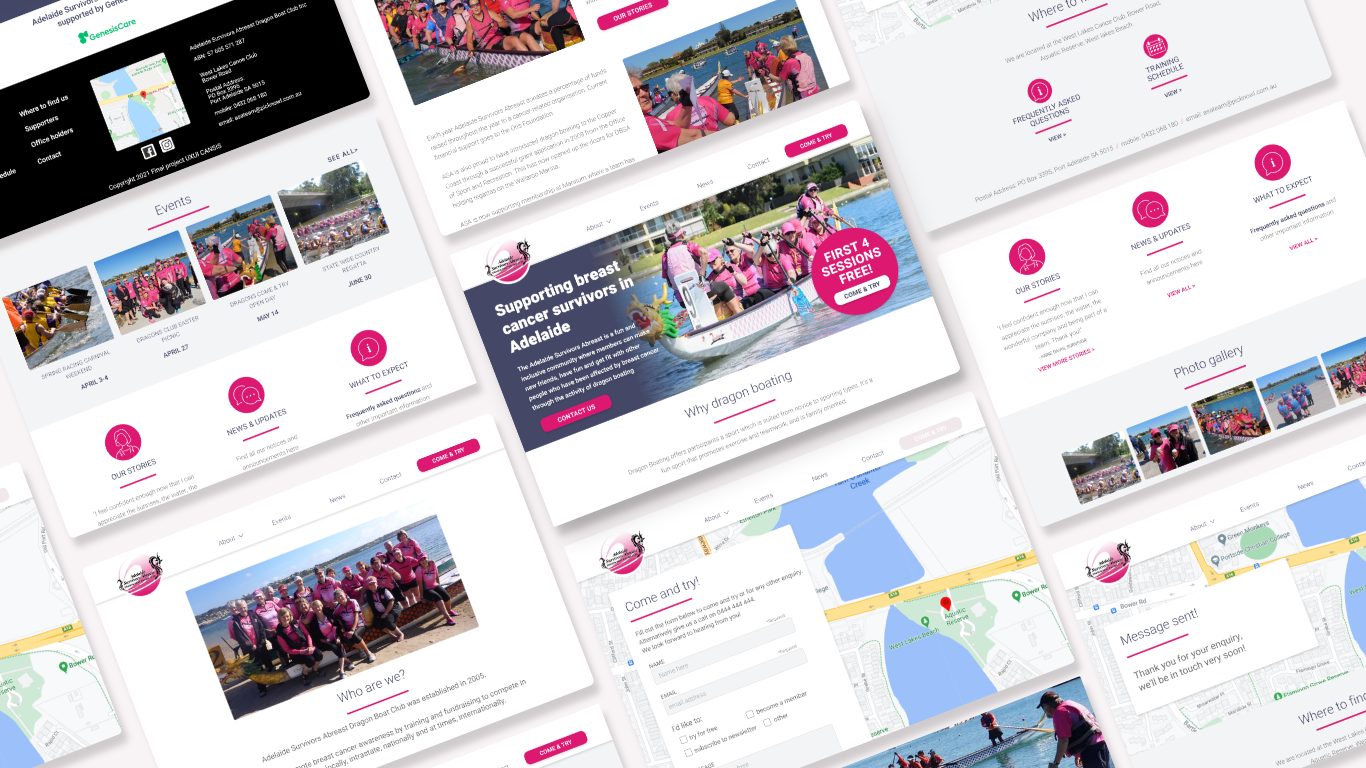 Adelaide Survivors
supported by Genesis
GenesisCare
Where to find us
Supporters
Office holders
Contact
Adelaide Survivors Abreast Dragon Boat Club Inc
ABN: 57 605 571 287
West Lakes Canoe Club
Bower Road
Postal Address:
PO Box 3395
Port Adelaide SA 5015
mobile: 0432 068 180
email: asateam@picknowl.com.au
Copyright 2021 Final project UXUI CANSIS
Events
SEE ALL>
SPRING RACING CARNIVAL
WEEKEND
APRIL 3-4
DRAGONS CLUB EASTER
PICNIC
APRIL 27
DRAGONS COME & TRY
OPEN DAY
MAY 14
STATE WIDE COUNTRY
REGATTA
JUNE 30
OUR STORIES
"I feel confident enough now that I can
appreciate the sunrises, the water, the
NEWS & UPDATES
Find all our notices and
announcements here
WHAT TO EXPECT
Frequently asked questions and
other important information
OUR STORIES
Each year Adelaide Survivors Abreast donates a percentage of funds
raised throughout the year to a cancer-related organisation. Current
financial support goes to the Otis Foundation.
ASA is also proud to have introduced dragon boating to the Copper
Coast through a successful grant application in 2009 from the Office
of Sport and Recreation. This has now opened up the doors for DBSA
holding regattas on the Wallaroo Marina.
ASA is now supporting membership at Mannum where a team has
About
Events
News
Contact
COME & TRY
Supporting breast
cancer survivors in
Adelaide
The Adelaide Survivors Abreast is a fun and
inclusive community where members can make
new friends, have fun and get fit with other
people who have been affected by breast cancer
through the activity of dragon boating
CONTACT US
FIRST 4
SESSIONS
FREE!
COME & TRY
Why dragon boating
Dragon Boating offers participants a sport which is suited from novice to sporting types. It's a
fun sport that promotes exercise and teamwork, and is family oriented.
Where to
We are located at the West Lakes Canoe Club, Bower Road,
Aquatic Reserve, West lakes Beach.
FREQUENTLY ASKED
QUESTIONS
VIEW >
TRAINING
SCHEDULE
VIEW >
Postal Address: PO Box 3395, Port Adelaide SA 5015 / mobile: 0432 068 180 / email: asateam@picknowl.com.au
OUR STORIES
"I feel confident enough now that I can
appreciate the sunrises, the water, the
wonderful company and being part of a
team. Thank you!"
VIEW MORE STORIES >
NEWS & UPDATES
Find all our notices and
announcements here
VIEW ALL >
WHAT TO EXPECT
Frequently asked questions and
other important information
VIEW ALL >
Photo gallery
About
Events
News
Contact
COME & TRY
Who are we?
Adelaide Survivors Abreast Dragon Boat Club was established in 2005.
mote breast cancer awareness by training and fundraising to compete in
locally, intrastate, nationally and at times, internationally.
COME & TRY
About
Events
News
Contact
COME & TRY
Come and try!
Fill out the form below to come and try or for any other enquiry.
Alternatively give us a call on 0444 444 444.
We look forward to hearing from you!
NAME
*Required
Name here
EMAIL
*Required
email address
I'd like to:
try for free
become a member
subscribe to newsletter
other
Creek
West Lakes Beach
Aquatic
Reserve
Bower Rd
About
Events
News
Green Monkeys
Portside Christian College
Bower Rd
Message sent!
Thank you for your enquiry,
we'll be in touch very soon!
Flamingo Grove Reserve
Where to find
We are located at the West Lakes